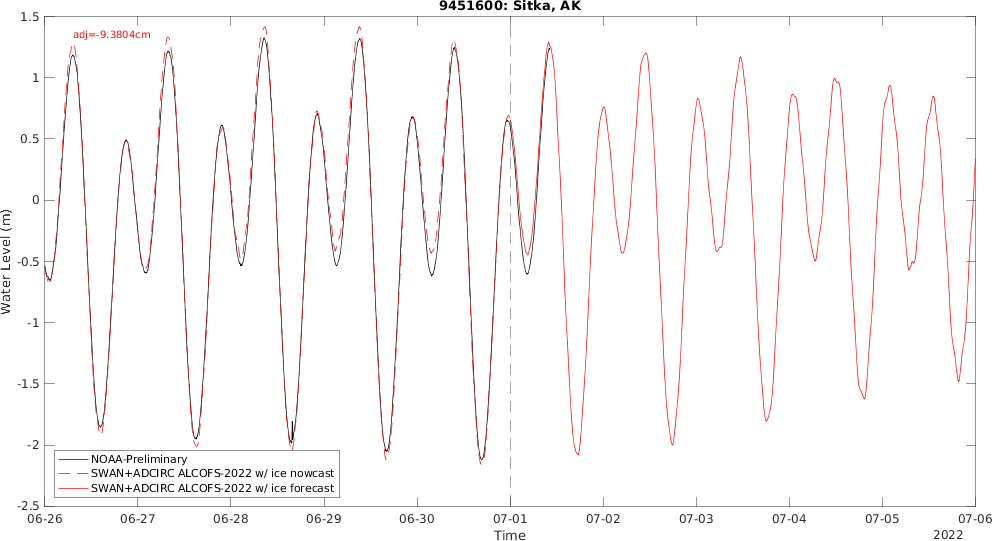 9451600: Sitka, AK
adj=-9.3804cm
1.5
1
0.5
0
-0.5
-1
-1.5
-2
-2.5
Water Level (m)
NOAA-Preliminary
SWAN+ADCIRC ALCOFS-2022 w/ ice nowcast
SWAN+ADCIRC ALCOFS-2022 w/ ice forecast
06-26 06-27 06-28 06-29 06-30 07-01 07-02 07-03 07-04 07-05 07-06
Time
2022